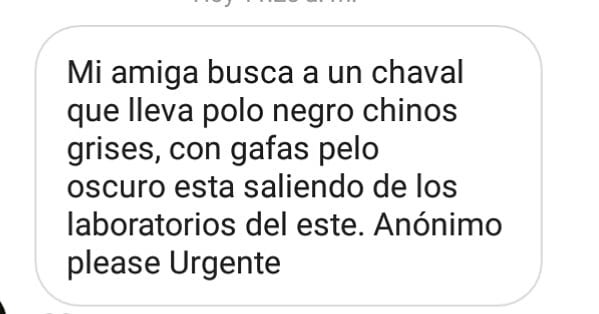 Mi amiga busca a un chaval
que lleva polo negro chinos
grises, con gafas pelo
oscuro esta saliendo de los
laboratorios del este. Anónimo
please Urgente